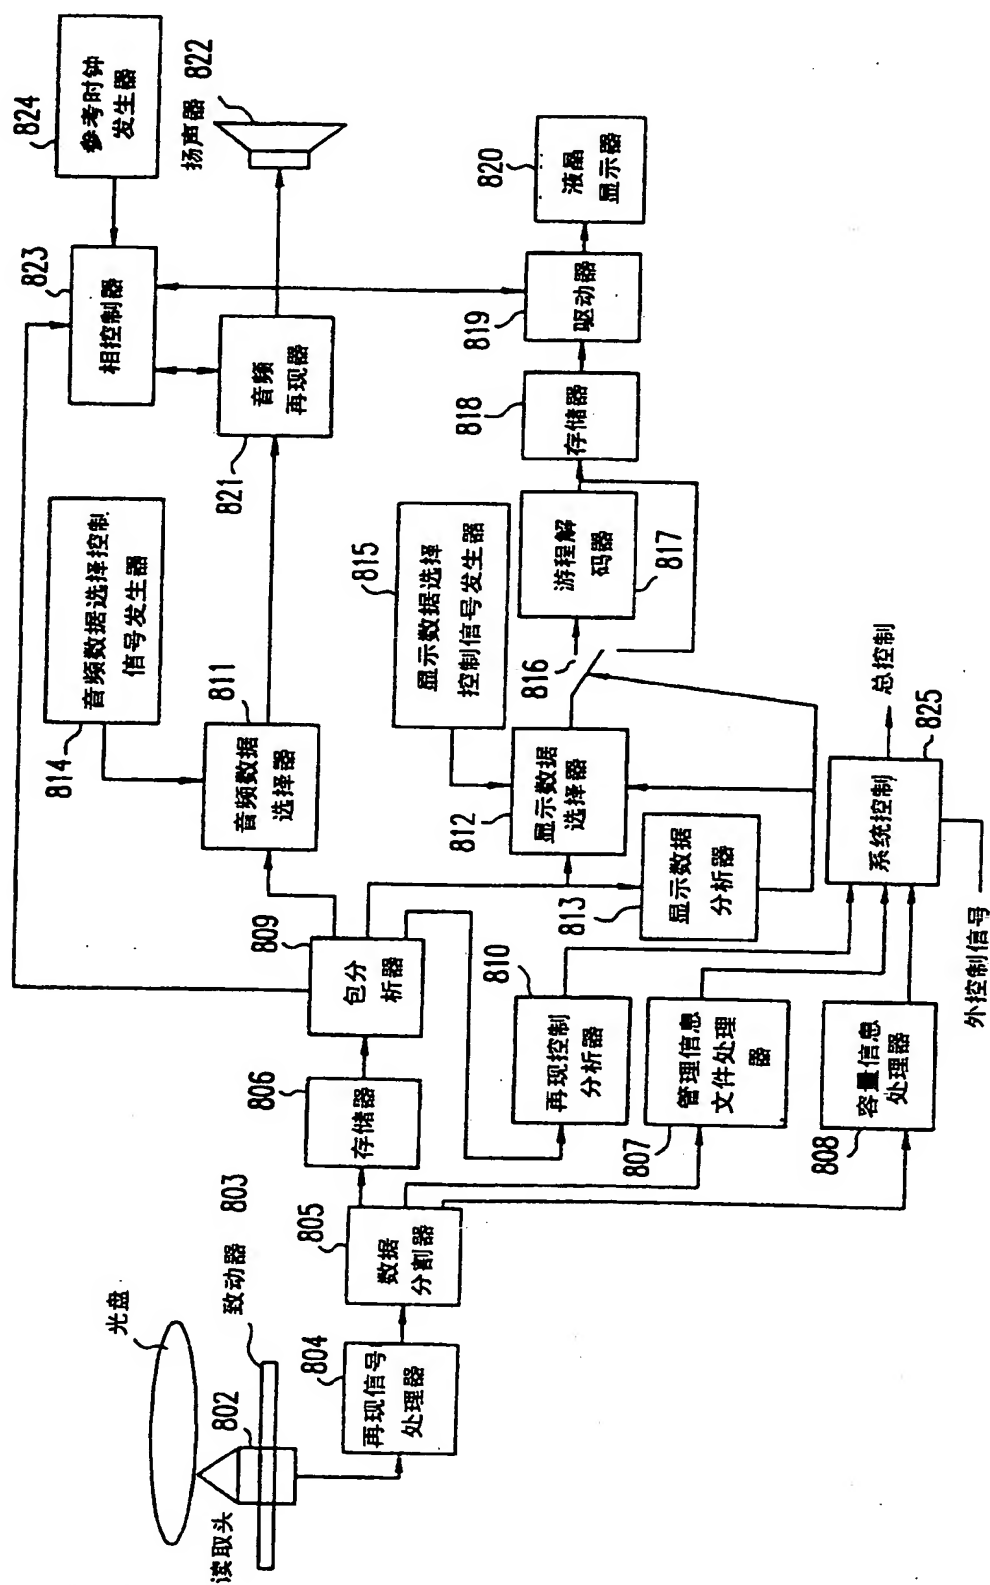 光盘
读取头
802
致动器 803
再现信号
处理器
804
数据
分割器
805
存储器
806
包分
析器
809
音频数据
选择器
811
音频数据选择控制
信号发生器
814
音频
再现器
821
相控制器
823
参考时钟
发生器
824
扬声器 822
显示数据
选择器
812
显示数据选择
控制信号发生器
815
显示数据
分析器
813
816
游程解
码器
817
存储器
818
驱动器
819
液晶
显示器
820
再现控制
分析器
810
管理信息
文件处理
器
807
容量信息
处理器
808
系统控制
825
总控制
外控制信号